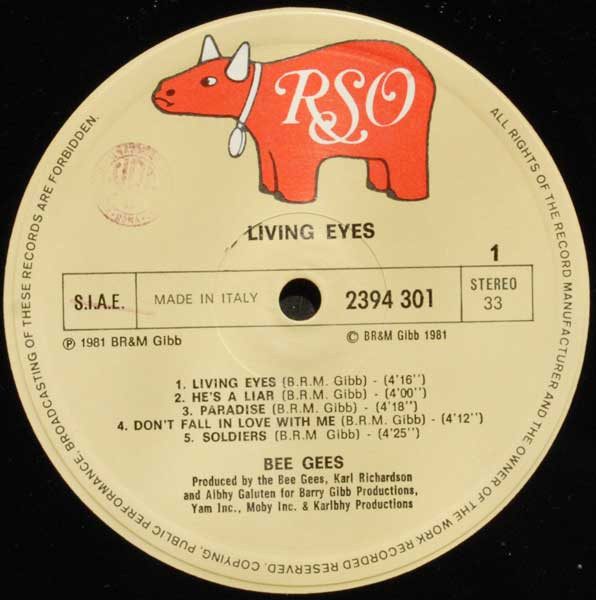 RSO
LIVING EYES
1
S.I.A.E.
MADE IN ITALY
2394 301
STEREO
33
℗ 1981 BR&M Gibb
© BR&M Gibb 1981
1. LIVING EYES (B.R.M. Gibb) - (4'16'')
2. HE'S A LIAR (B.R.M. Gibb) - (4'00'')
3. PARADISE (B.R.M. Gibb) - (4'18'')
4. DON'T FALL IN LOVE WITH ME (B.R.M. Gibb) - (4'12'')
5. SOLDIERS (B.R.M Gibb) - (4'25'')
BEE GEES
Produced by the Bee Gees, Karl Richardson
and Albhy Galuten for Barry Gibb Productions,
Yam Inc., Moby Inc. & Karlbhy Productions
ALL RIGHTS OF THE RECORD MANUFACTURER AND THE OWNER OF THE WORK RECORDED RESERVED. COPYING, PUBLIC PERFORMANCE, BROADCASTING OF THESE RECORDS ARE FORBIDDEN.